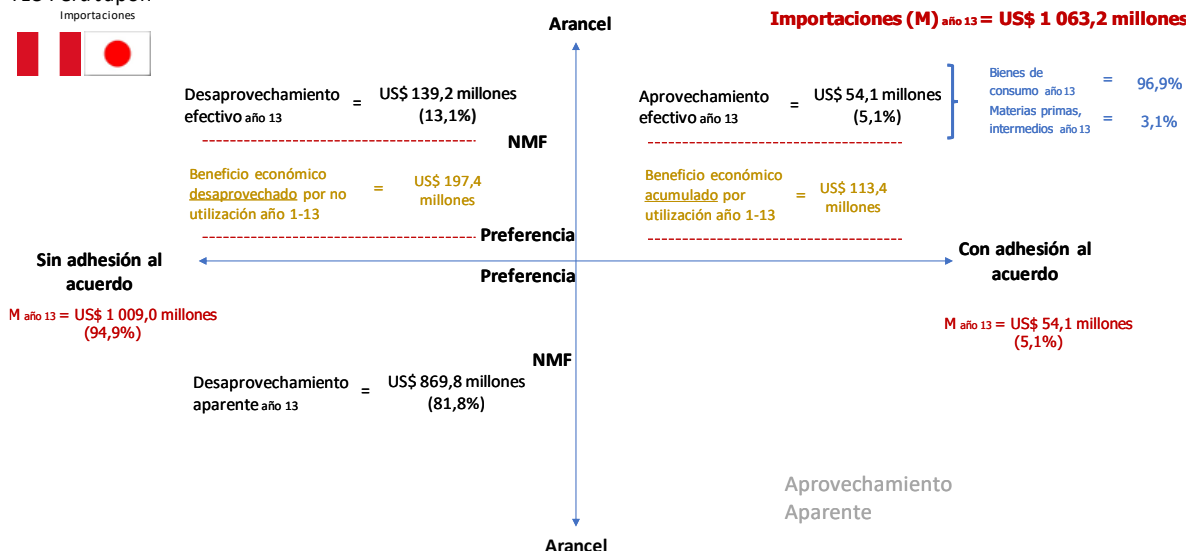 Importaciones
Importaciones (M) año 13 = US$ 1 063,2 millones
Arancel
Desaprovechamiento
efectivo año 13
=
US$ 139,2 millones
(13,1%)
NMF
Aprovechamiento
efectivo año 13
=
US$ 54,1 millones
(5,1%)
Bienes de
consumo año 13
=
96,9%
Materias primas,
intermedios año 13
=
3,1%
Beneficio económico
desaprovechado por no
utilización año 1-13
=
US$ 197,4
millones
Beneficio económico
acumulado por
utilización año 1-13
=
US$ 113,4
millones
Preferencia
Sin adhesión al
acuerdo
Con adhesión al
acuerdo
Preferencia
M año 13 = US$ 1 009,0 millones
(94,9%)
M año 13 = US$ 54,1 millones
(5,1%)
NMF
Desaprovechamiento
aparente año 13
=
US$ 869,8 millones
(81,8%)
Aprovechamiento
Aparente
Arancel